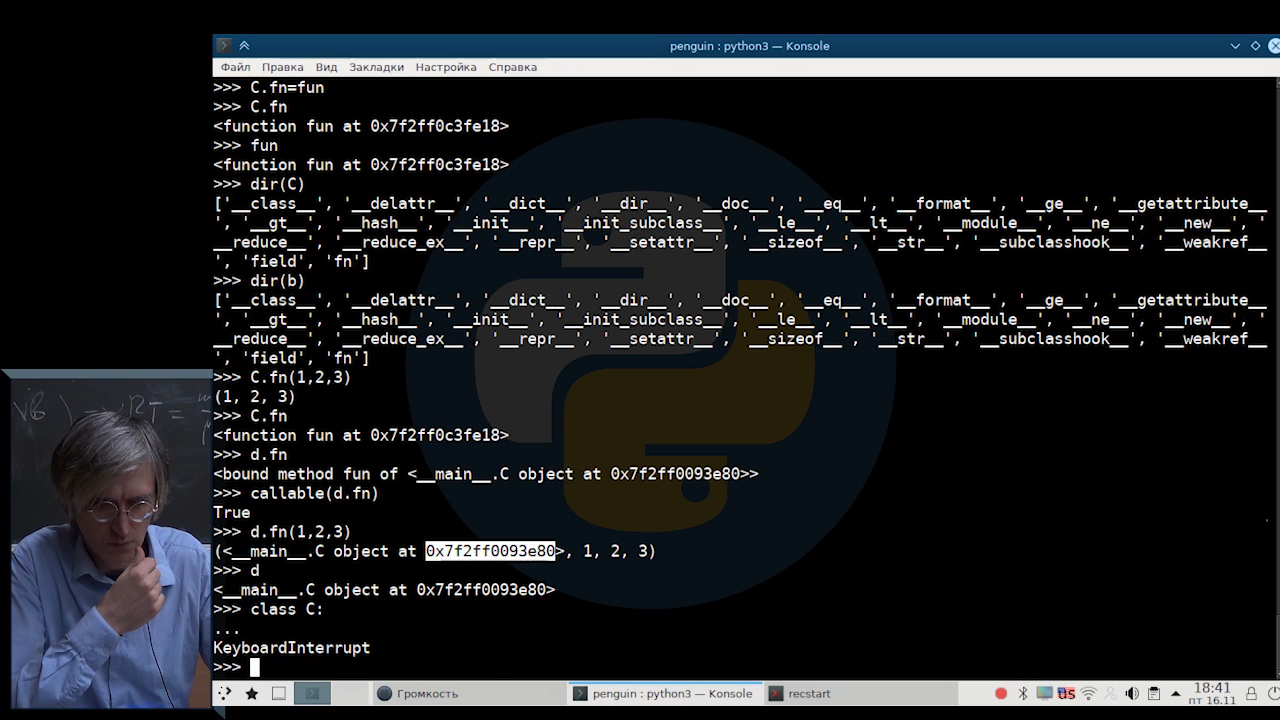 penguin : python3 — Konsole
Файл Правка Вид Закладки Настройка Справка
>>> C.fn=fun
>>> C.fn
<function fun at 0x7f2ff0c3fe18>
>>> fun
<function fun at 0x7f2ff0c3fe18>
>>> dir(C)
['__class__', '__delattr__', '__dict__', '__dir__', '__doc__', '__eq__', '__format__', '__ge__', '__getattribute__
', '__gt__', '__hash__', '__init__', '__init_subclass__', '__le__', '__lt__', '__module__', '__ne__', '__new__', '
__reduce__', '__reduce_ex__', '__repr__', '__setattr__', '__sizeof__', '__str__', '__subclasshook__', '__weakref__
', 'field', 'fn']
>>> dir(b)
['__class__', '__delattr__', '__dict__', '__dir__', '__doc__', '__eq__', '__format__', '__ge__', '__getattribute__
', '__gt__', '__hash__', '__init__', '__init_subclass__', '__le__', '__lt__', '__module__', '__ne__', '__new__', '
__reduce__', '__reduce_ex__', '__repr__', '__setattr__', '__sizeof__', '__str__', '__subclasshook__', '__weakref__
', 'field', 'fn']
>>> C.fn(1,2,3)
(1, 2, 3)
>>> C.fn
<function fun at 0x7f2ff0c3fe18>
>>> d.fn
<bound method fun of <__main__.C object at 0x7f2ff0093e80>>
>>> callable(d.fn)
True
>>> d.fn(1,2,3)
(<__main__.C object at 0x7f2ff0093e80>, 1, 2, 3)
>>> d
<__main__.C object at 0x7f2ff0093e80>
>>> class C:
...
KeyboardInterrupt
>>>
Громкость
penguin : python3 — Konsole
recstart
us
18:41
пт 16.11